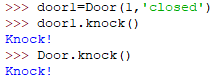 >>> door1=Door(1,'closed')
>>> door1.knock()
Knock!
>>> Door.knock()
Knock!